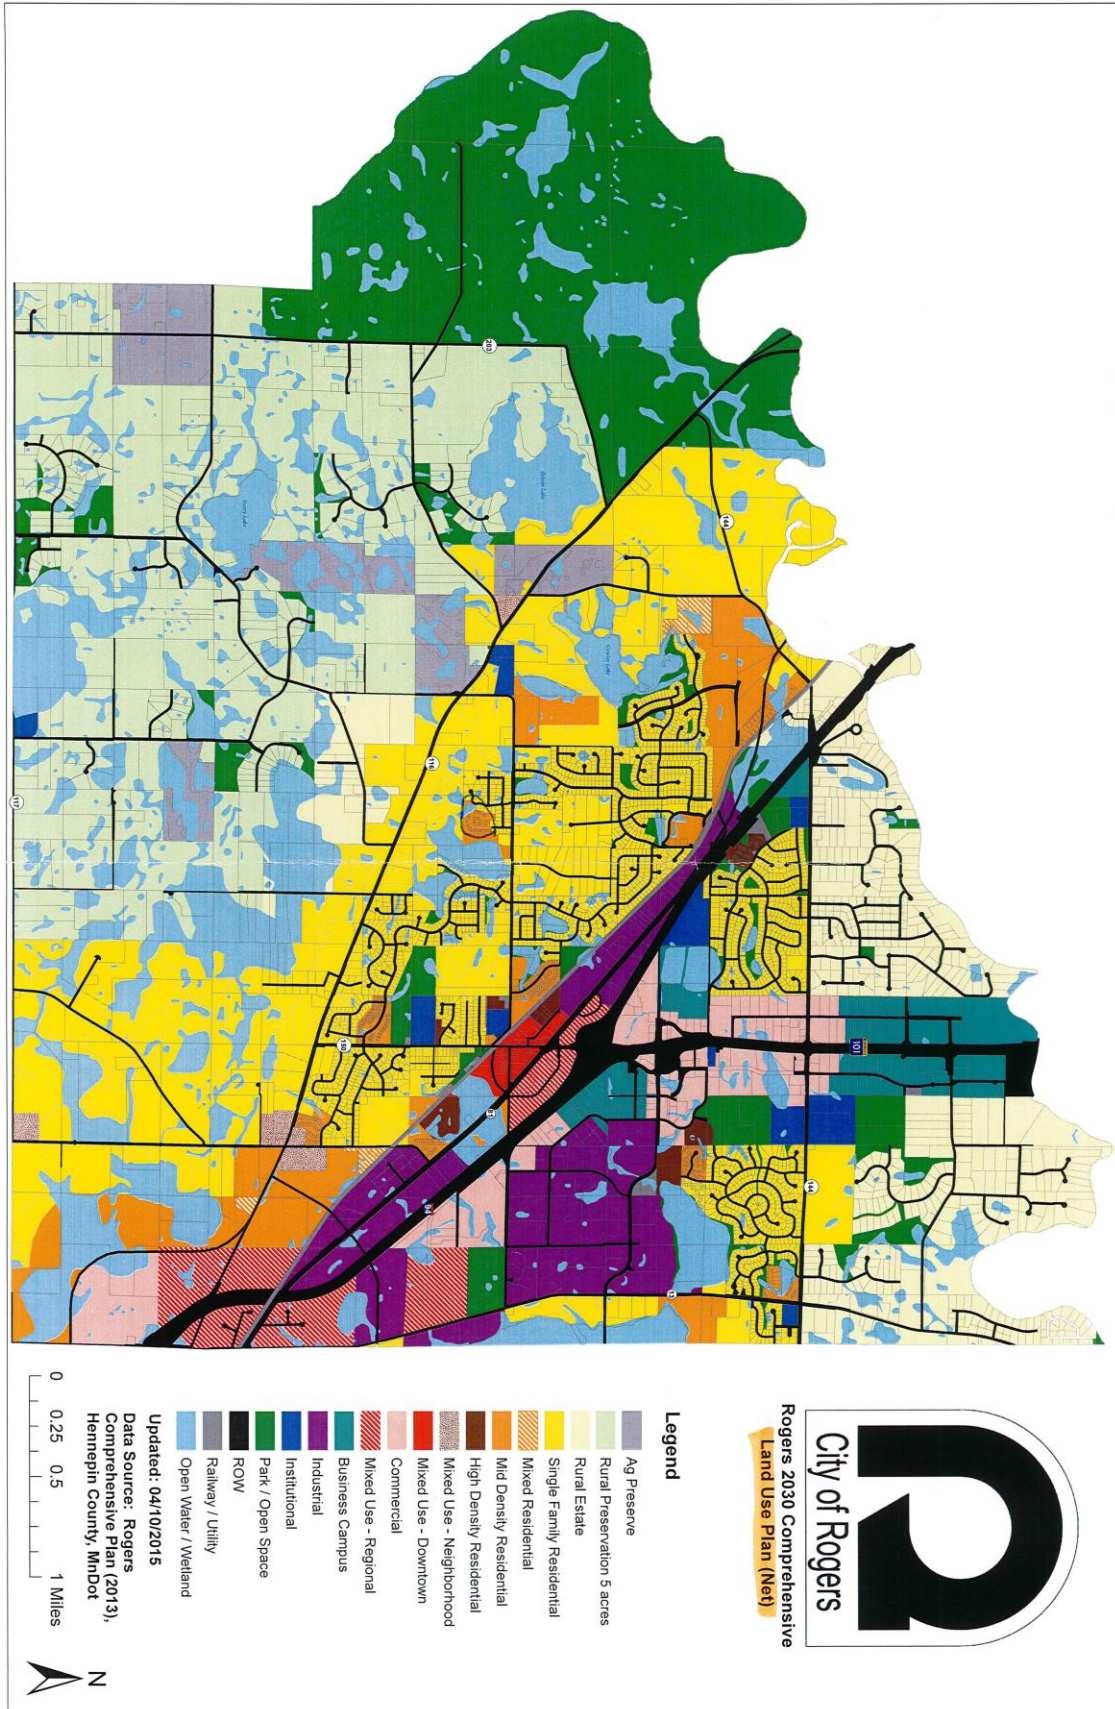 City of Rogers
Rogers 2030 Comprehensive
Land Use Plan (Net)
Legend
Ag Preserve
Rural Preservation 5 acres
Rural Estate
Single Family Residential
Mixed Residential
Mid Density Residential
High Density Residential
Mixed Use - Neighborhood
Mixed Use - Downtown
Commercial
Mixed Use - Regional
Business Campus
Industrial
Institutional
Park / Open Space
ROW
Railway / Utility
Open Water / Wetland
Updated: 04/10/2015
Data Source: Rogers
Comprehensive Plan (2013),
Hennepin County, MnDot
0 0.25 0.5 1 Miles
N
203
144
116
117
150
101
81
94
144
13